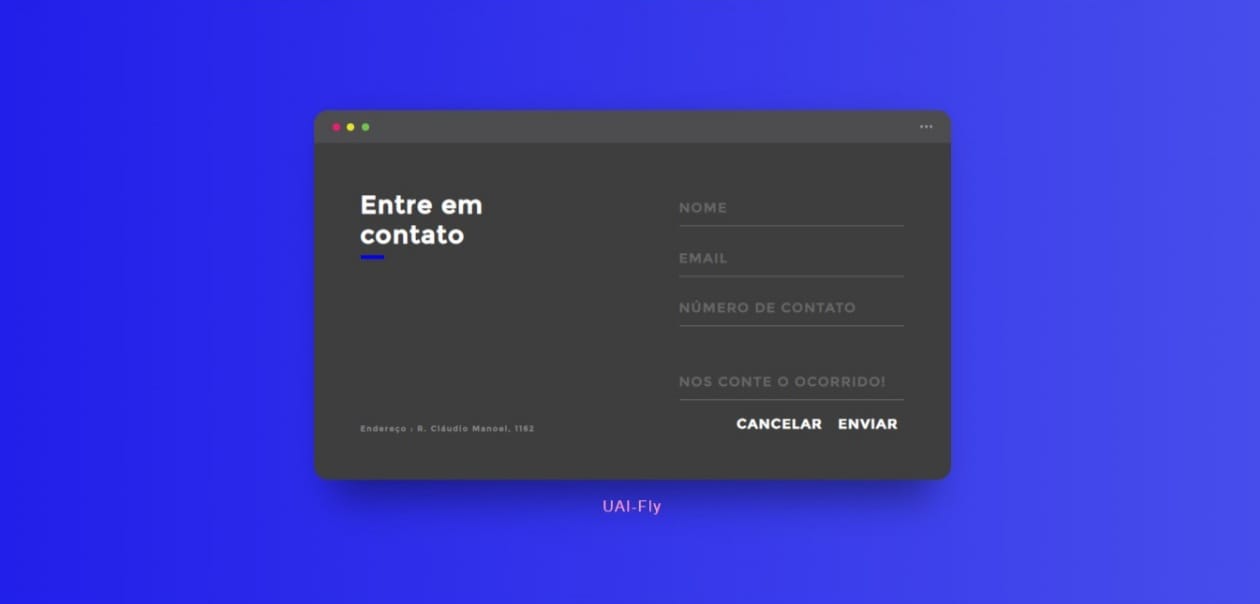 Entre em
contato
NOME
EMAIL
NÚMERO DE CONTATO
NOS CONTE O OCORRIDO!
CANCELAR ENVIAR
Endereço : R. Cláudio Manoel, 1162
UAI-Fly